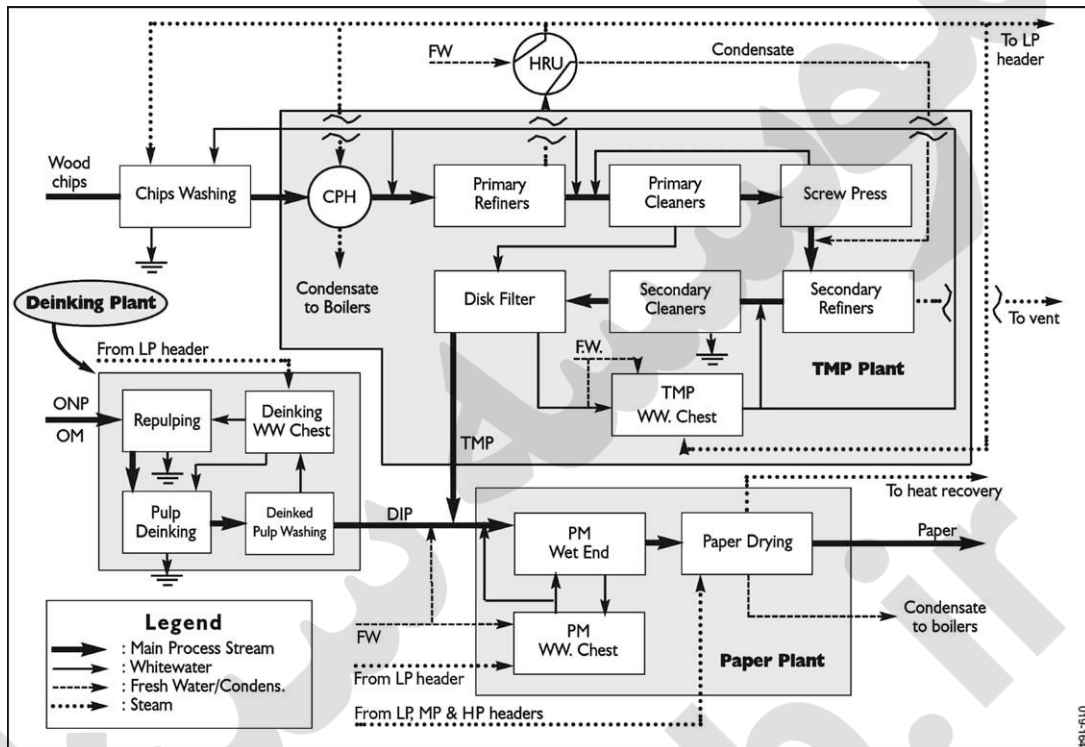 To LP
header
FW
HRU
Condensate
Wood
chips
Chips Washing
CPH
Primary
Refiners
Primary
Cleaners
Screw Press
Condensate
to Boilers
Disk Filter
Secondary
Cleaners
Secondary
Refiners
To vent
Deinking Plant
TMP Plant
From LP header
F.W.
TMP
WW. Chest
ONP
OM
Repulping
Deinking
WW Chest
TMP
Pulp
Deinking
Deinked
Pulp Washing
DIP
To heat recovery
PM
Wet End
Paper Drying
Paper
Legend
: Main Process Stream
: Whitewater
: Fresh Water/Condens.
: Steam
FW
PM
WW. Chest
Condensate
to boilers
From LP header
Paper Plant
From LP, MP & HP headers